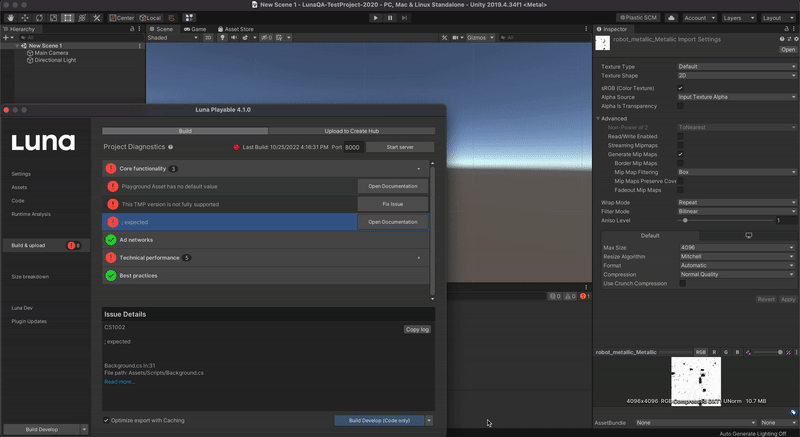 New Scene 1 - LunaQA-TestProject-2020 - PC, Mac & Linux Standalone - Unity 2019.4.34f1 <Metal>
Center Local
Plastic SCM Account Layers Layout
Hierarchy
All
New Scene 1
Main Camera
Directional Light
Scene Game Asset Store
Shaded 2D 0 Gizmos All
Luna Playable 4.1.0
LUNA
Settings
Assets
Code
Runtime Analysis
Build & upload 8
Size breakdown
Luna Dev
Plugin Updates
Build Develop
Build Upload to Create Hub
Project Diagnostics Last Build: 10/25/2022 4:16:31 PM Port 8000 Start server
Core functionality 3
Playground Asset has no default value Open Documentation
This TMP version is not fully supported Fix Issue
; expected Open Documentation
Ad networks
Technical performance 5
Best practices
Issue Details
CS1002 Copy log
; expected
Background.cs ln:31
File path: Assets/Scripts/Background.cs
Read more...
Optimize export with Caching Build Develop (Code only)
0 0 1
Inspector
robot_metallic_Metallic Import Settings
Open
Texture Type Default
Texture Shape 2D
sRGB (Color Texture)
Alpha Source Input Texture Alpha
Alpha Is Transparency
Advanced
Non-Power of 2 ToNearest
Read/Write Enabled
Streaming Mipmaps
Generate Mip Maps
Border Mip Maps
Mip Map Filtering Box
Mip Maps Preserve Cove
Fadeout Mip Maps
Wrap Mode Repeat
Filter Mode Bilinear
Aniso Level 1
Default
Max Size 4096
Resize Algorithm Mitchell
Format Automatic
Compression Normal Quality
Use Crunch Compression
Revert Apply
robot_metallic_Metallic RGB R G B
4096x4096 RGB Compressed DXT1 UNorm 10.7 MB
AssetBundle None None
Auto Generate Lighting Off